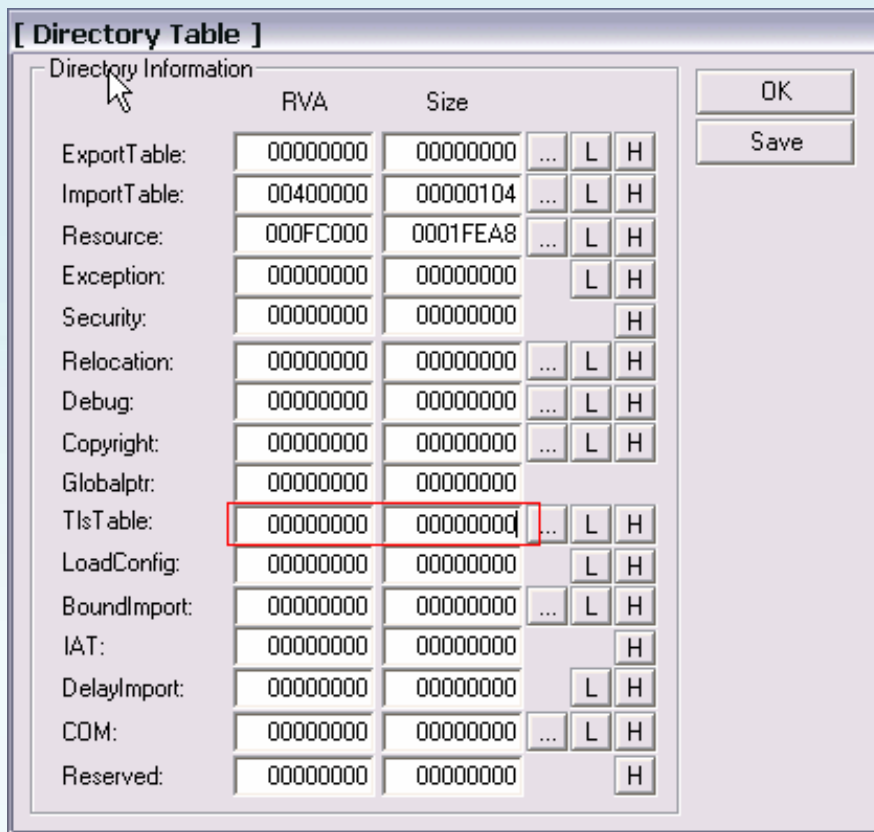 [ Directory Table ]
Directory Information
RVA Size
OK
Save
ExportTable: 00000000 00000000 ... L H
ImportTable: 00400000 00000104 ... L H
Resource: 000FC000 0001FEA8 ... L H
Exception: 00000000 00000000 L H
Security: 00000000 00000000 H
Relocation: 00000000 00000000 ... L H
Debug: 00000000 00000000 ... L H
Copyright: 00000000 00000000 ... L H
Globalptr: 00000000 00000000
TlsTable: 00000000 00000000 ... L H
LoadConfig: 00000000 00000000 L H
BoundImport: 00000000 00000000 ... L H
IAT: 00000000 00000000 H
DelayImport: 00000000 00000000 L H
COM: 00000000 00000000 ... L H
Reserved: 00000000 00000000 H